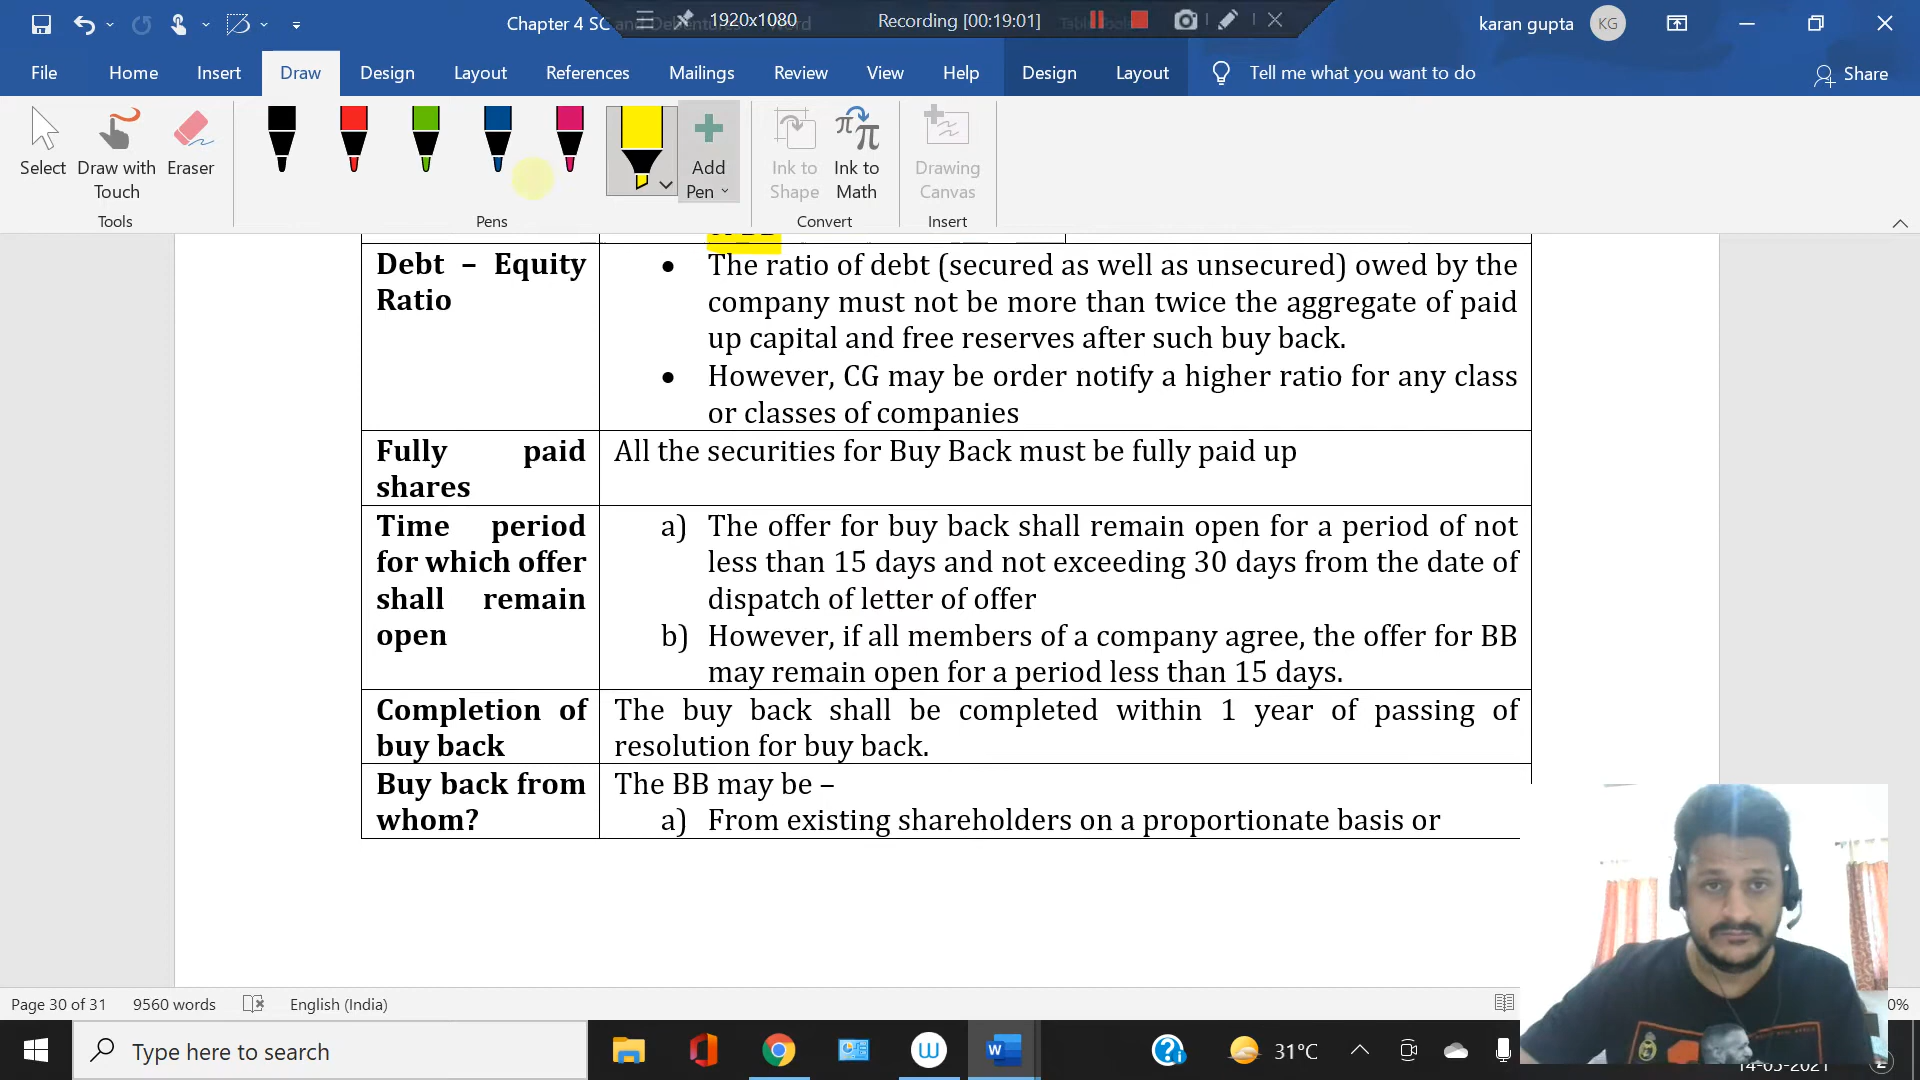 Chapter 4 SC and Debentures - Word
1920x1080
Recording [00:19:01]
karan gupta
KG
File
Home
Insert
Draw
Design
Layout
References
Mailings
Review
View
Help
Design
Layout
Tell me what you want to do
Share
Select
Draw with
Touch
Eraser
Add
Pen
Ink to
Shape
Ink to
Math
Drawing
Canvas
Tools
Pens
Convert
Insert
Debt – Equity
Ratio
• The ratio of debt (secured as well as unsecured) owed by the
company must not be more than twice the aggregate of paid
up capital and free reserves after such buy back.
• However, CG may be order notify a higher ratio for any class
or classes of companies
Fully paid
shares
All the securities for Buy Back must be fully paid up
Time period
for which offer
shall remain
open
a) The offer for buy back shall remain open for a period of not
less than 15 days and not exceeding 30 days from the date of
dispatch of letter of offer
b) However, if all members of a company agree, the offer for BB
may remain open for a period less than 15 days.
Completion of
buy back
The buy back shall be completed within 1 year of passing of
resolution for buy back.
Buy back from
whom?
The BB may be –
a) From existing shareholders on a proportionate basis or
Page 30 of 31
9560 words
English (India)
0%
Type here to search
31°C
14-05-2021